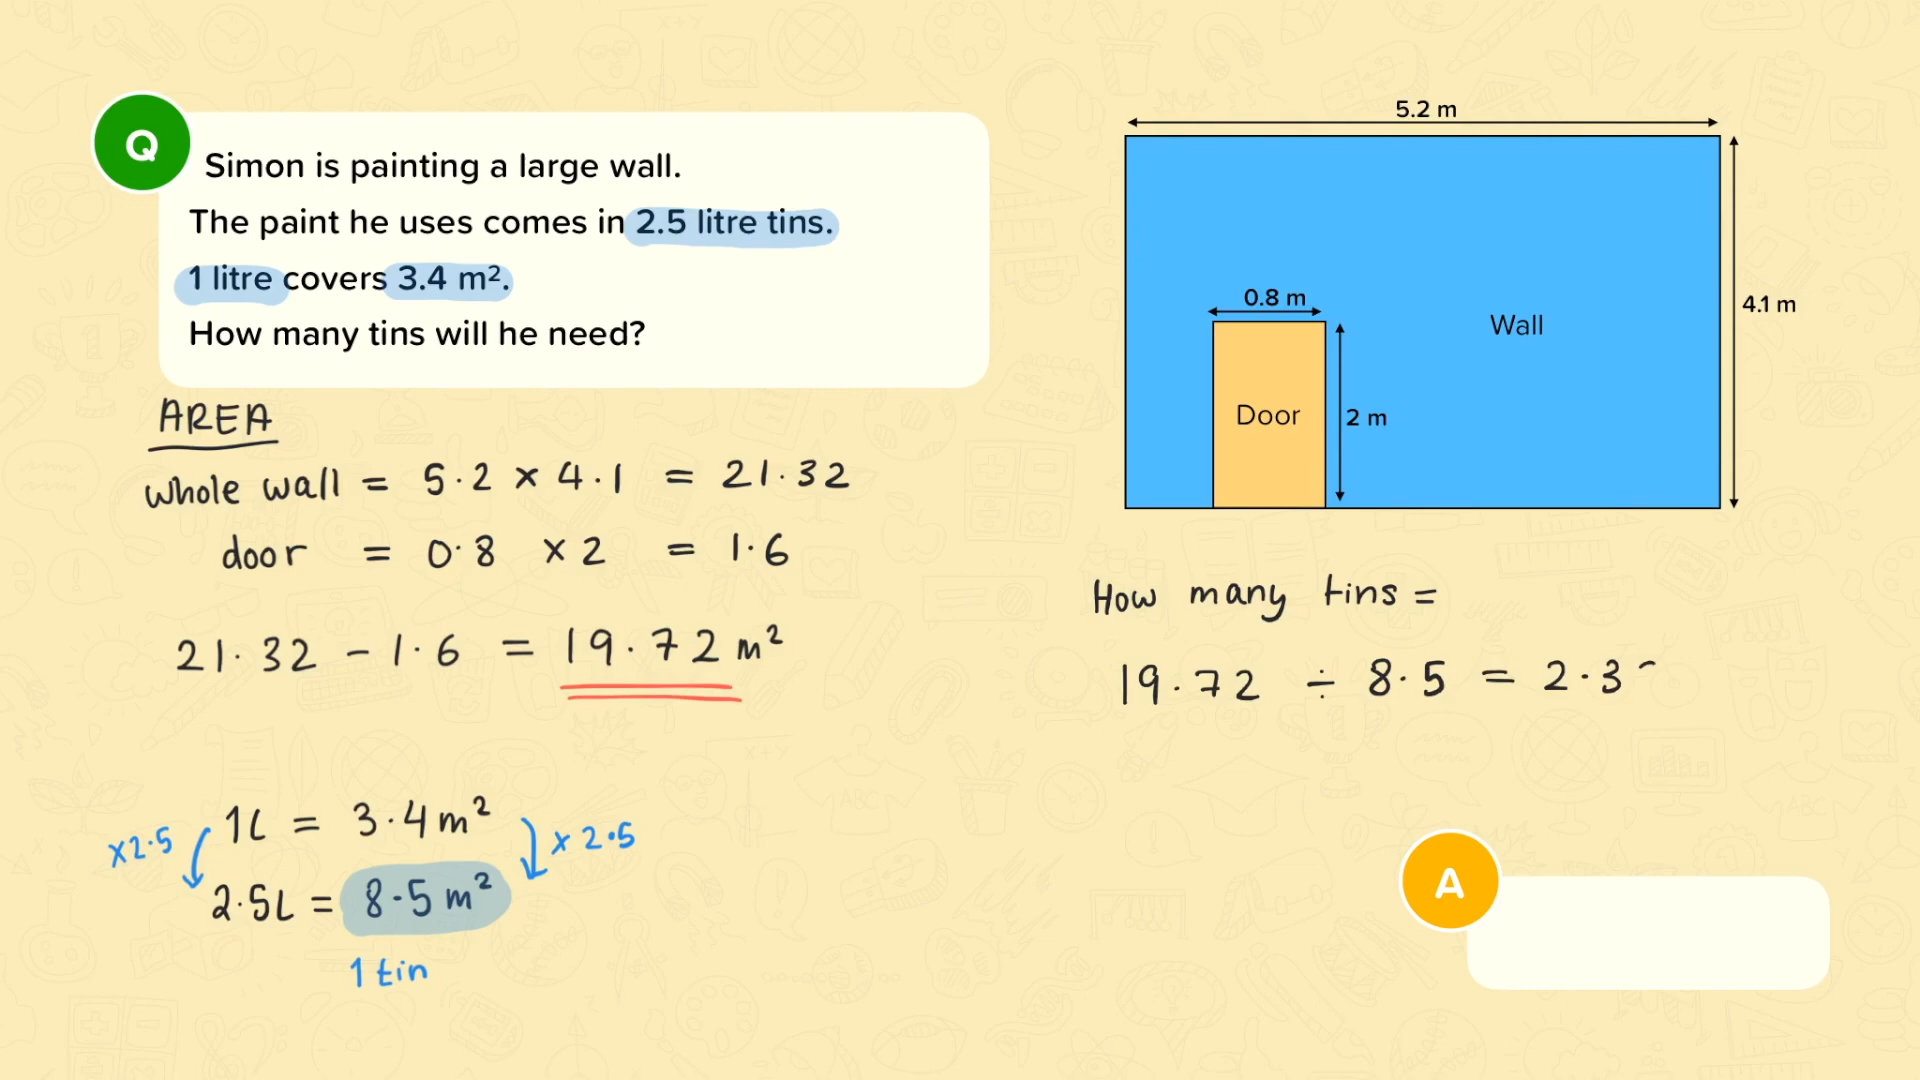 Q
Simon is painting a large wall.
The paint he uses comes in 2.5 litre tins.
1 litre covers 3.4 m².
How many tins will he need?
AREA
whole wall = 5.2 × 4.1 = 21.32
door = 0.8 × 2 = 1.6
21.32 - 1.6 = 19.72 m²
×2.5 1L = 3.4 m² × 2.5
2.5L = 8.5 m²
1 tin
5.2 m
4.1 m
0.8 m
Wall
Door
2 m
How many tins =
19.72 ÷ 8.5 = 2.3
A